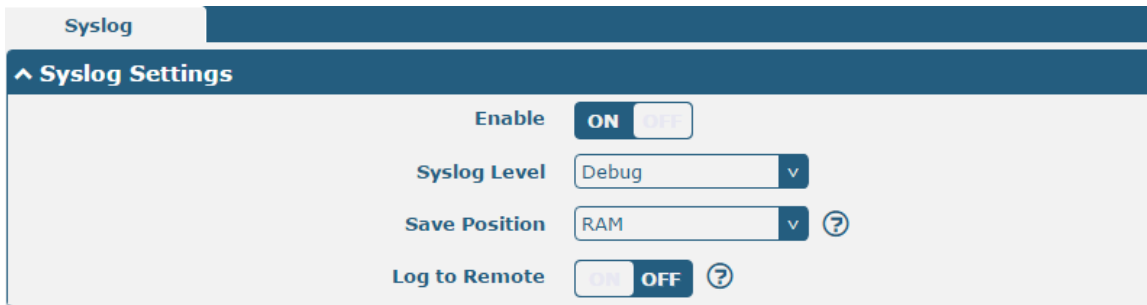 Syslog
^ Syslog Settings
Enable ON OFF
Syslog Level Debug v
Save Position RAM v ?
Log to Remote ON OFF ?